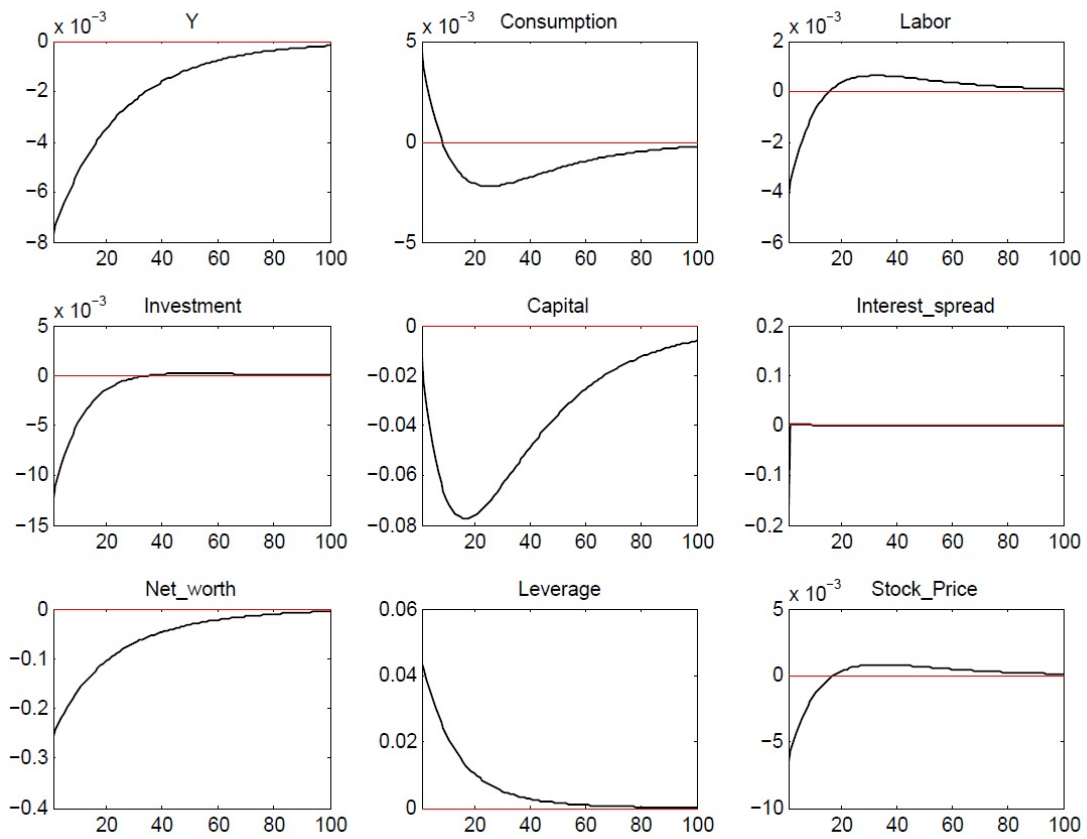 Y
x 10⁻³
0
−2
−4
−6
−8
20 40 60 80 100
Consumption
x 10⁻³
5
0
−5
20 40 60 80 100
Labor
x 10⁻³
2
0
−2
−4
−6
20 40 60 80 100
Investment
x 10⁻³
5
0
−5
−10
−15
20 40 60 80 100
Capital
0
−0.02
−0.04
−0.06
−0.08
20 40 60 80 100
Interest_spread
0.2
0.1
0
−0.1
−0.2
20 40 60 80 100
Net_worth
0
−0.1
−0.2
−0.3
−0.4
20 40 60 80 100
Leverage
0.06
0.04
0.02
0
20 40 60 80 100
Stock_Price
x 10⁻³
5
0
−5
−10
20 40 60 80 100